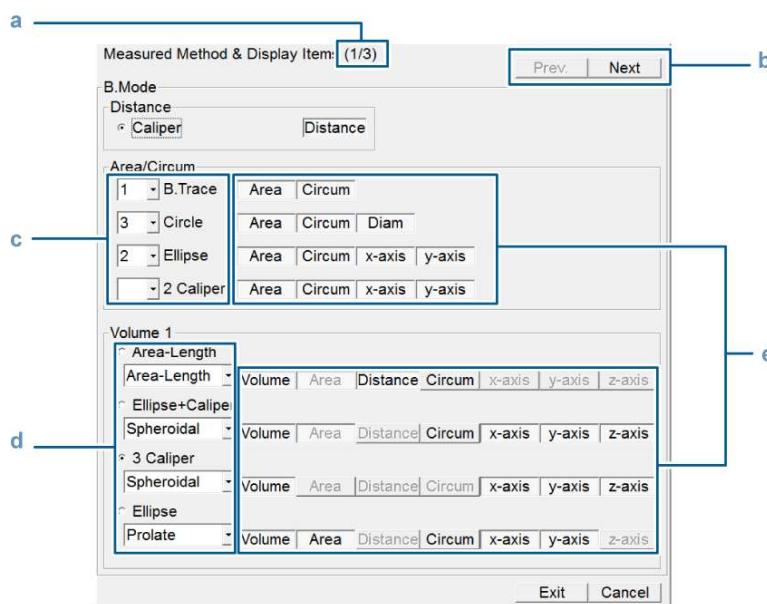 a
Measured Method & Display Item: (1/3)
Prev. Next
b
B.Mode
Distance
Caliper Distance
Area/Circum
1 B.Trace Area Circum
3 Circle Area Circum Diam
c
2 Ellipse Area Circum x-axis y-axis
2 Caliper Area Circum x-axis y-axis
Volume 1
Area-Length
e
Area-Length Volume Area Distance Circum x-axis y-axis z-axis
Ellipse+Caliper
Spheroidal Volume Area Distance Circum x-axis y-axis z-axis
d
3 Caliper
Spheroidal Volume Area Distance Circum x-axis y-axis z-axis
Ellipse
Prolate Volume Area Distance Circum x-axis y-axis z-axis
Exit Cancel